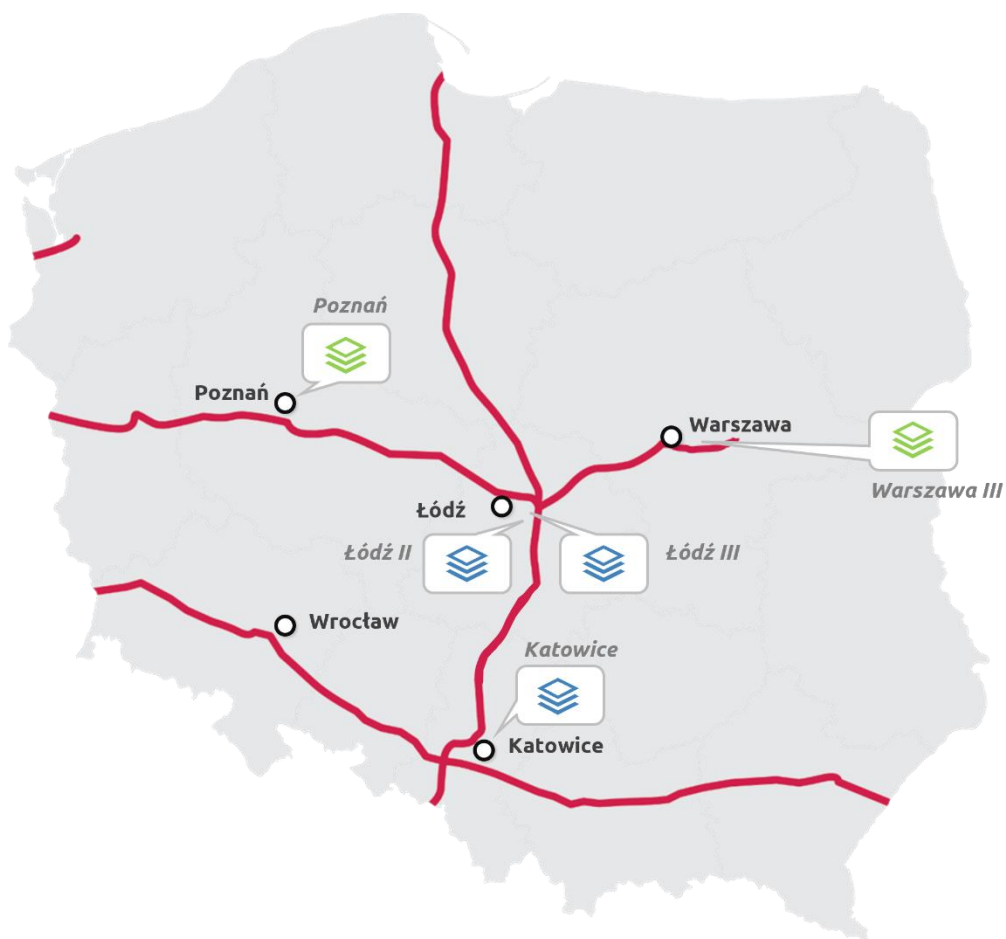 Poznań
Poznań
Warszawa
Warszawa III
Łódź
Łódź II
Łódź III
Wrocław
Katowice
Katowice